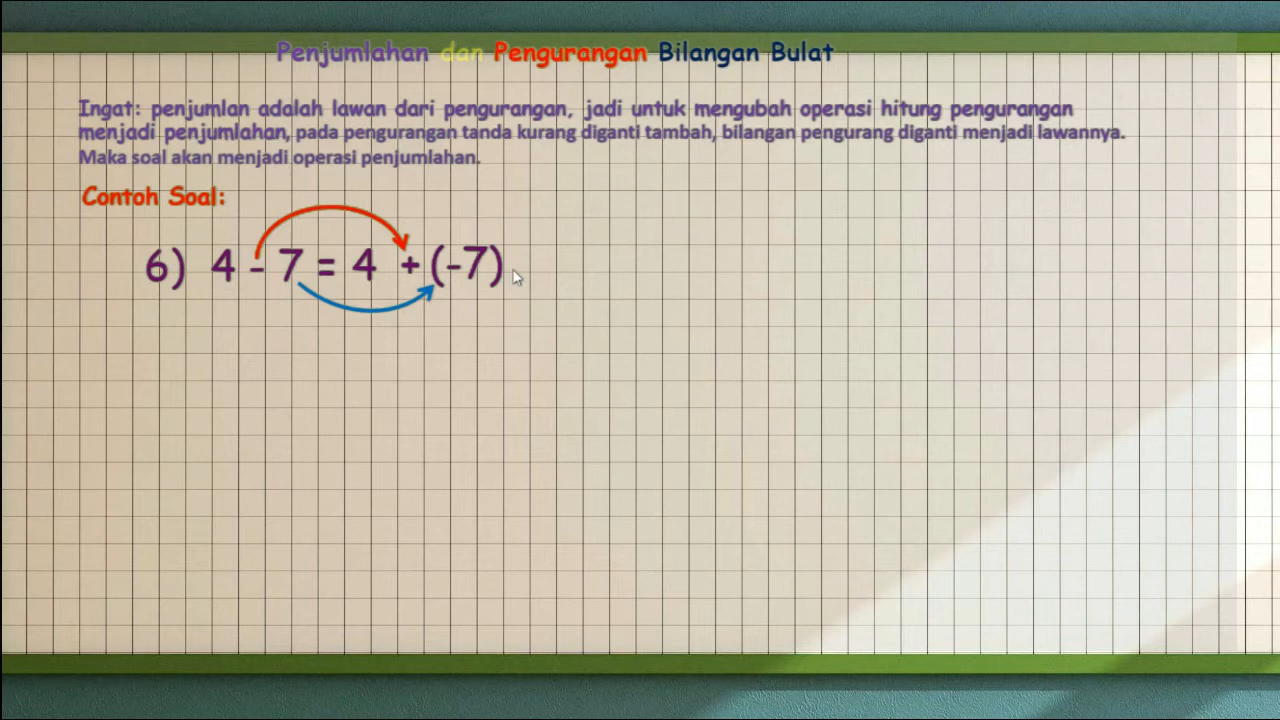 Penjumlahan dan Pengurangan Bilangan Bulat
Ingat: penjumlan adalah lawan dari pengurangan, jadi untuk mengubah operasi hitung pengurangan
menjadi penjumlahan, pada pengurangan tanda kurang diganti tambah, bilangan pengurang diganti menjadi lawannya.
Maka soal akan menjadi operasi penjumlahan.
Contoh Soal:
6) 4 - 7 = 4 + (-7)